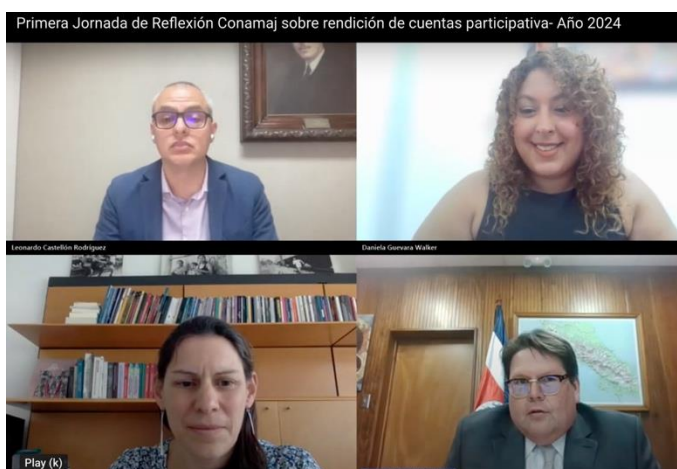 Primera Jornada de Reflexión Conamaj sobre rendición de cuentas participativa- Año 2024
Leonardo Castellón Rodríguez
Daniela Guevara Walker
Play (k)